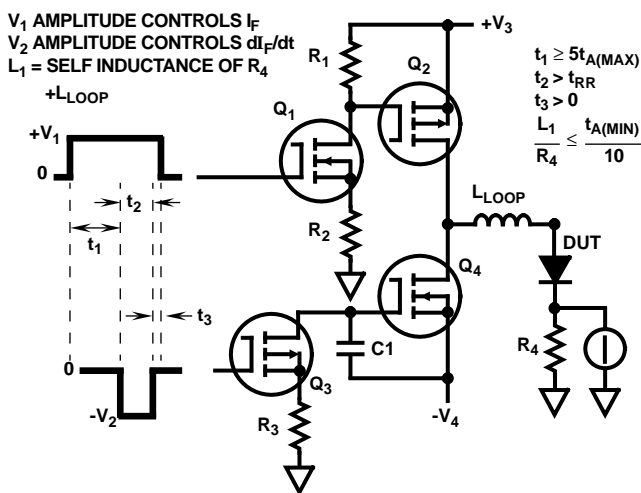 V1 AMPLITUDE CONTROLS IF
V2 AMPLITUDE CONTROLS dIF/dt
L1 = SELF INDUCTANCE OF R4
+LLOOP
+V1
0
t2
t1
t3
0
-V2
R1
Q1
Q2
+V3
R2
Q4
LLOOP
DUT
C1
Q3
R3
R4
-V4
t1 ≥ 5tA(MAX)
t2 > tRR
t3 > 0
L1
R4
≤
tA(MIN)
10